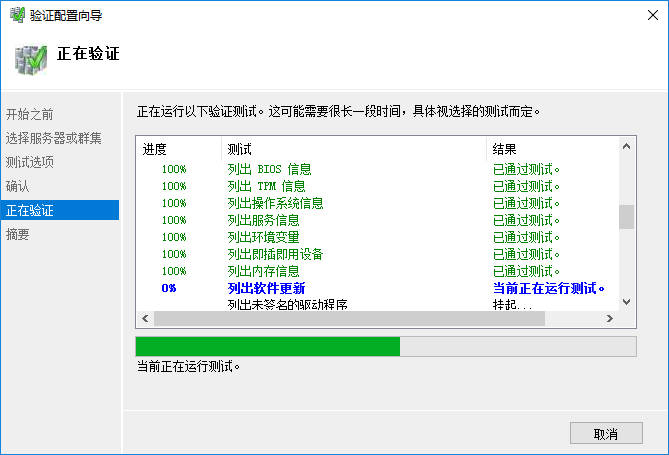 验证配置向导
正在验证
开始之前
选择服务器或群集
测试选项
确认
正在验证
摘要
正在运行以下验证测试。这可能需要很长一段时间，具体视选择的测试而定。
进度 测试 结果
100% 列出 BIOS 信息 已通过测试。
100% 列出 TPM 信息 已通过测试。
100% 列出操作系统信息 已通过测试。
100% 列出服务信息 已通过测试。
100% 列出环境变量 已通过测试。
100% 列出即插即用设备 已通过测试。
100% 列出内存信息 已通过测试。
0% 列出软件更新 当前正在运行测试。
列出未签名的驱动程序 挂起...
当前正在运行测试。
取消